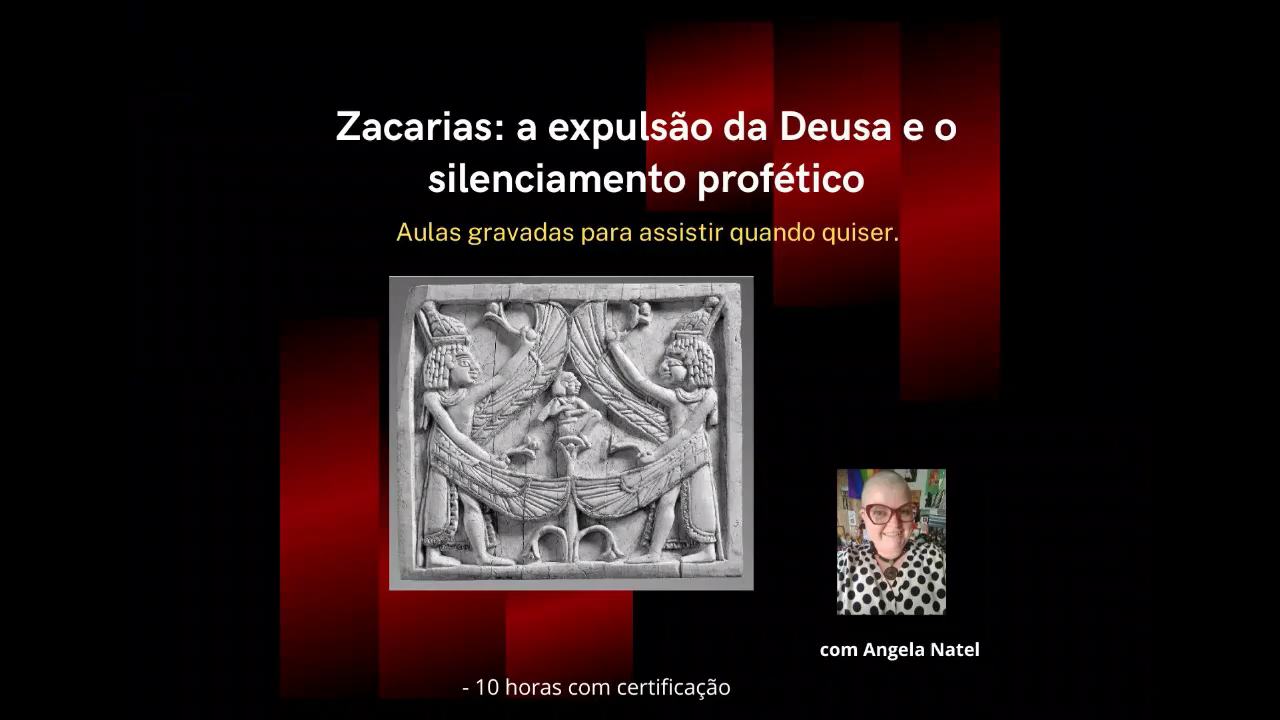 Zacarias: a expulsão da Deusa e o
silenciamento profético
Aulas gravadas para assistir quando quiser.
com Angela Natel
- 10 horas com certificação